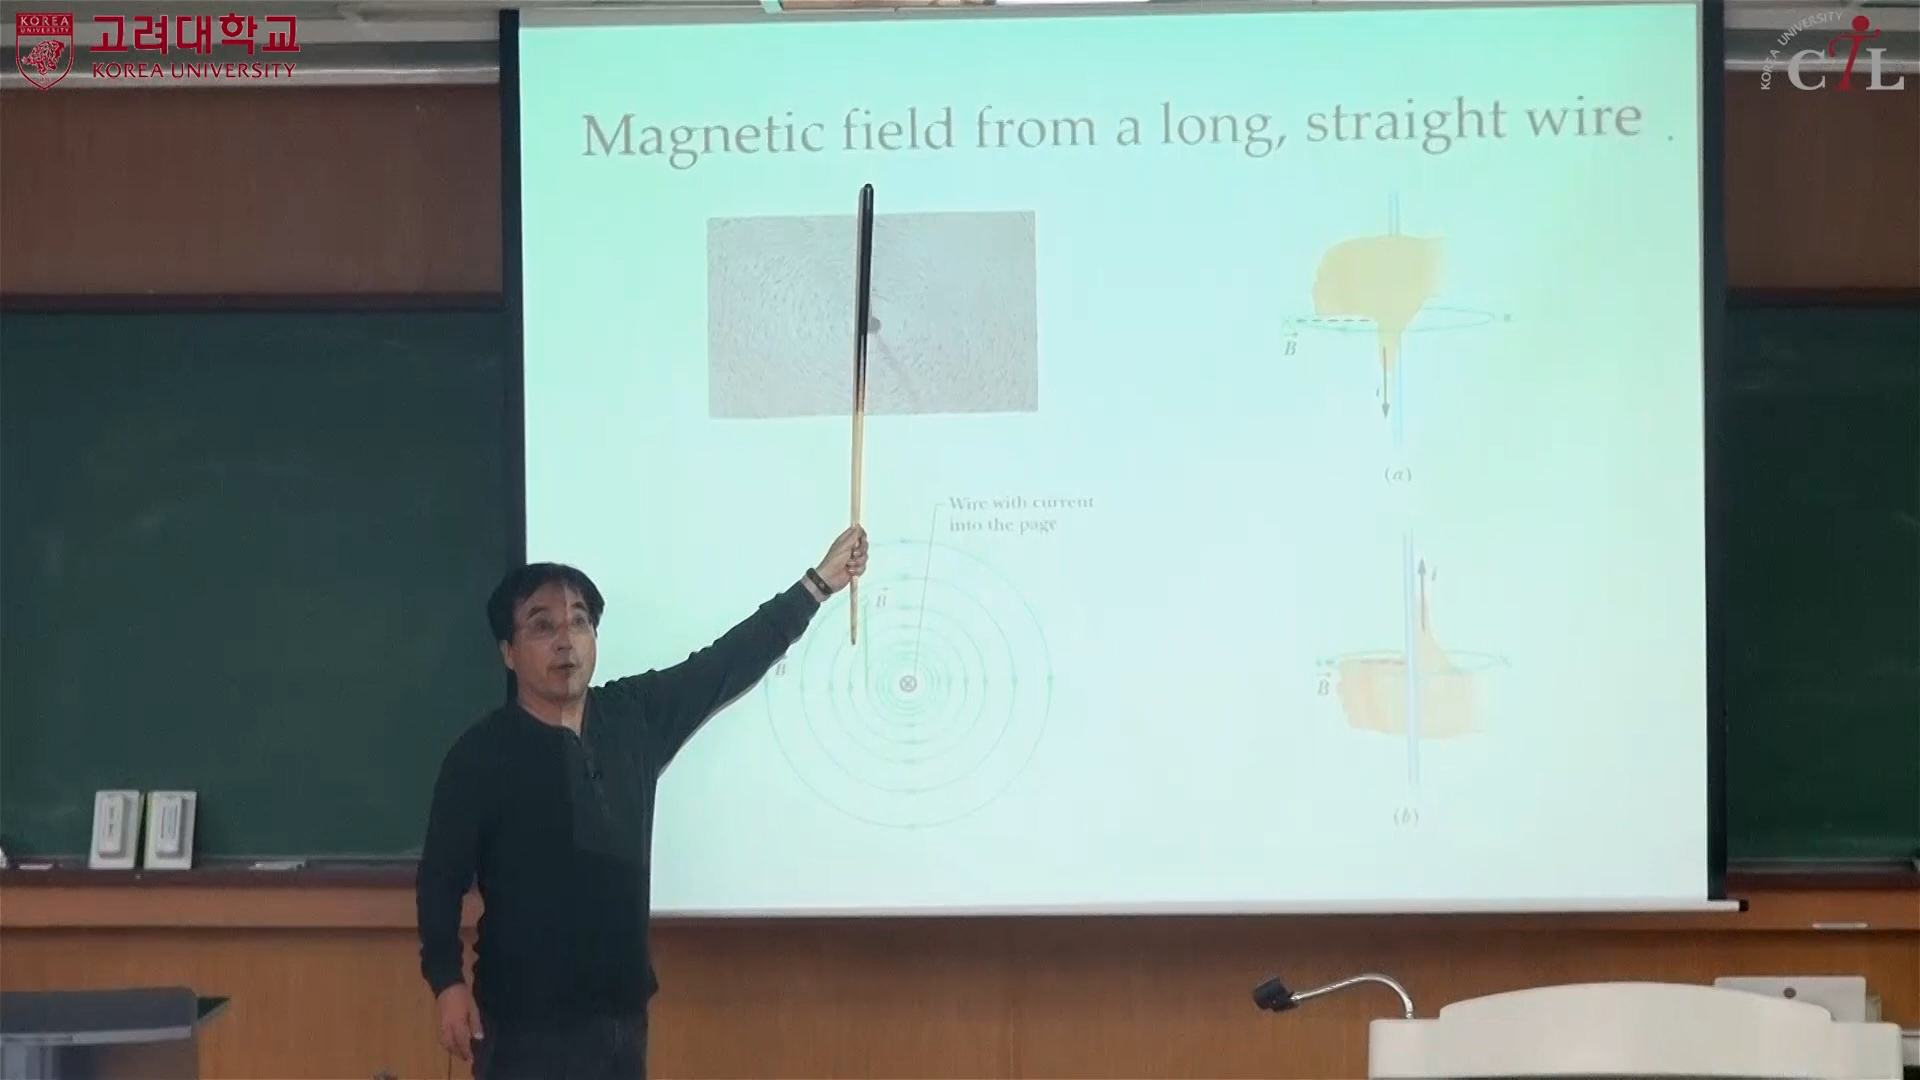 KOREA
UNIVERSITY
고려대학교
KOREA UNIVERSITY
KOREA UNIVERSITY
CTL
Magnetic field from a long, straight wire .
B
i
(a)
Wire with current
into the page
B
B
i
B
(b)